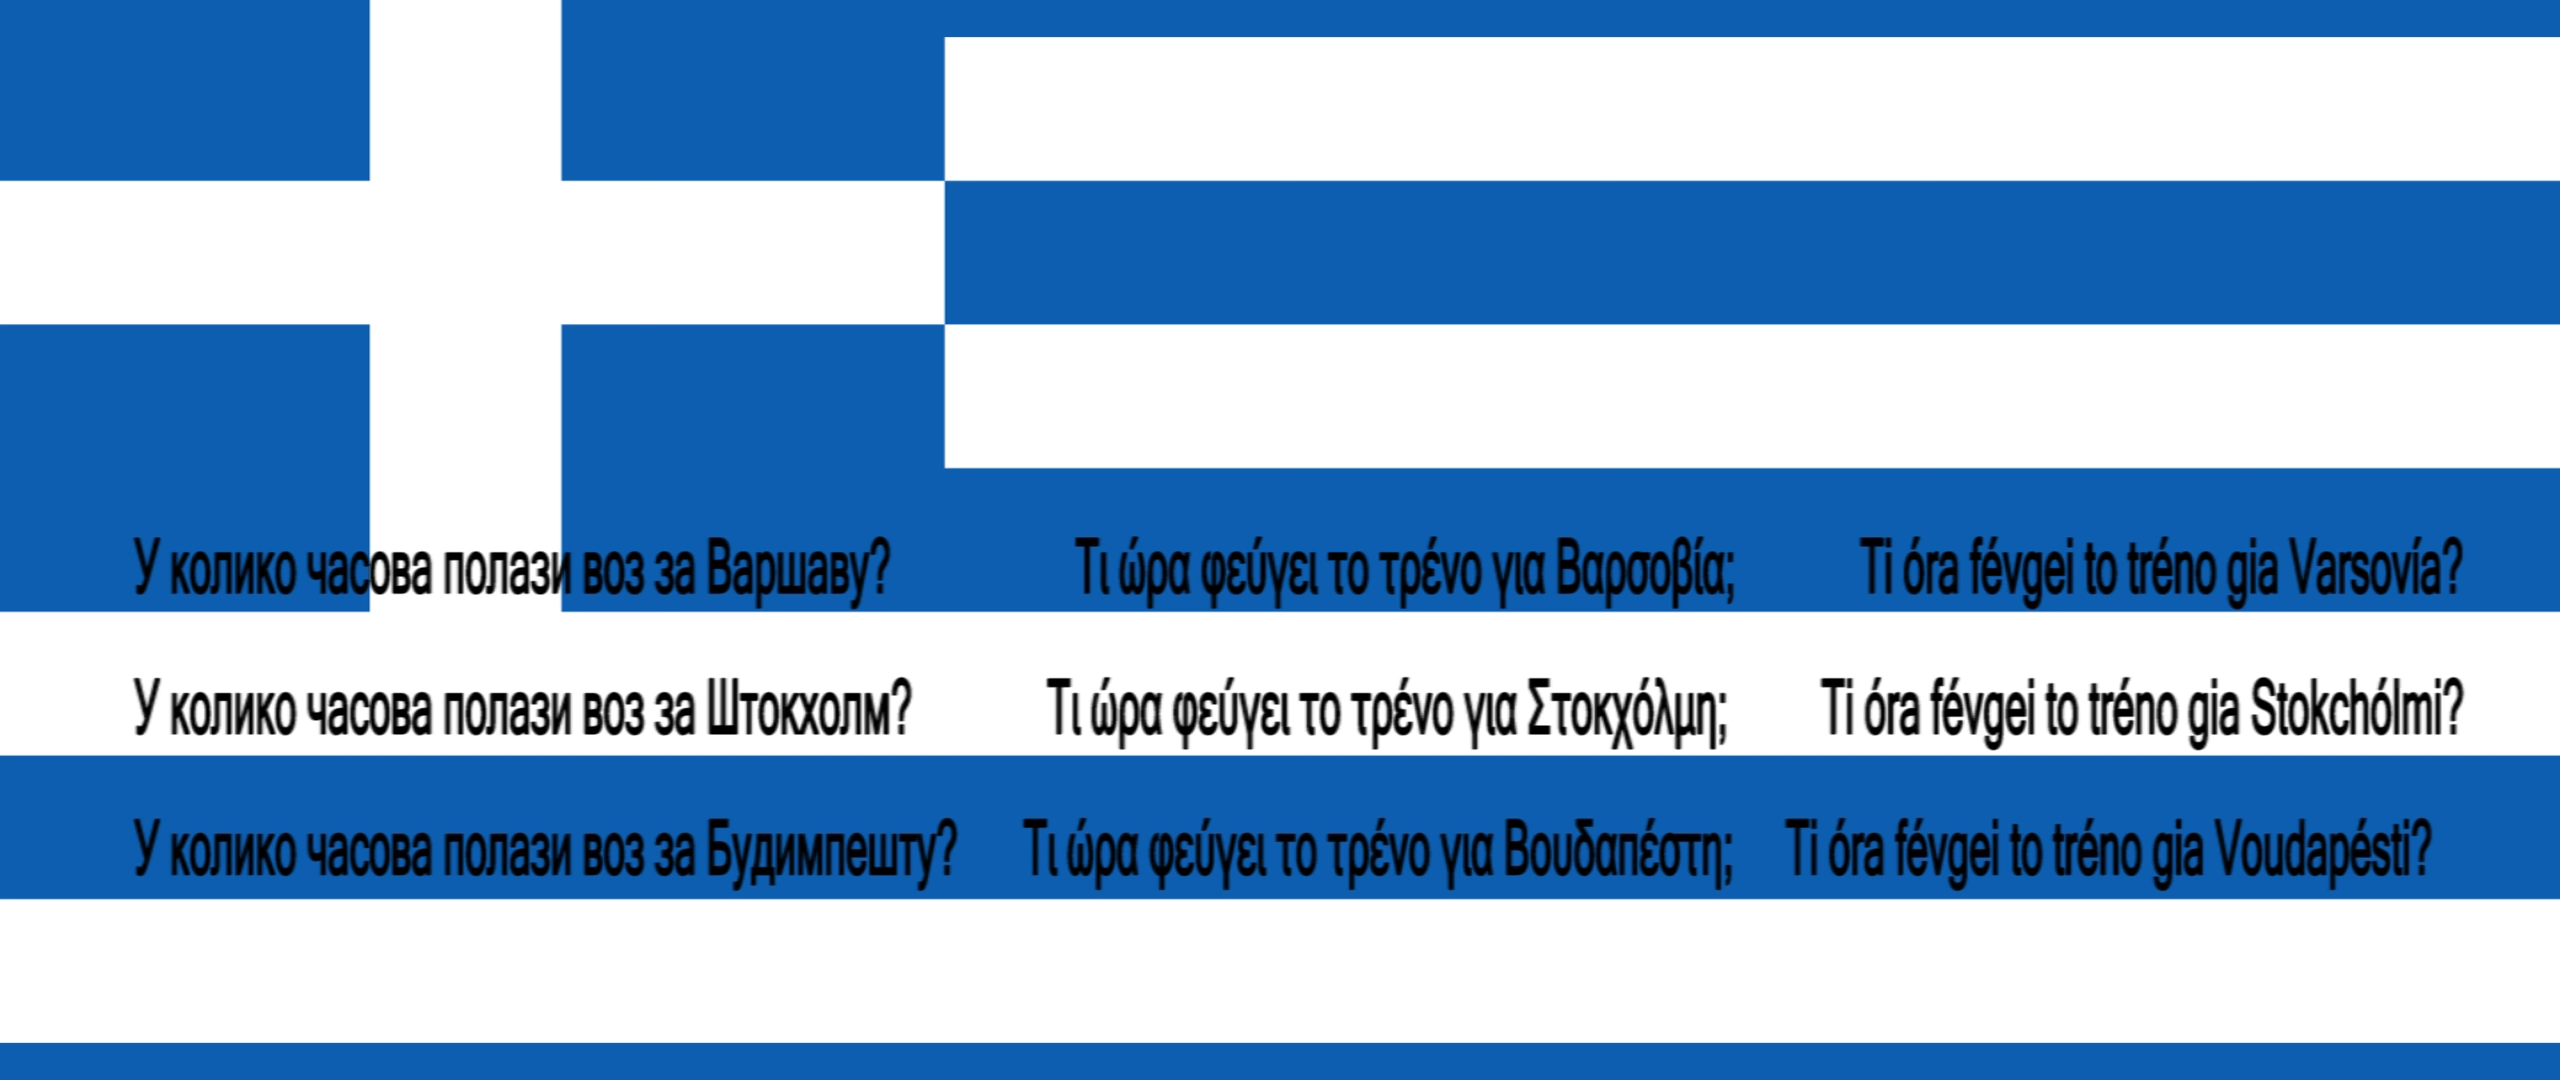 У колико часова полази воз за Варшаву? Τι ώρα φεύγει το τρένο για Βαρσοβία; Ti óra févgei to tréno gia Varsovía?
У колико часова полази воз за Штокхолм? Τι ώρα φεύγει το τρένο για Στοκχόλμη; Ti óra févgei to tréno gia Stokchólmi?
У колико часова полази воз за Будимпешту? Τι ώρα φεύγει το τρένο για Βουδαπέστη; Ti óra févgei to tréno gia Voudapésti?